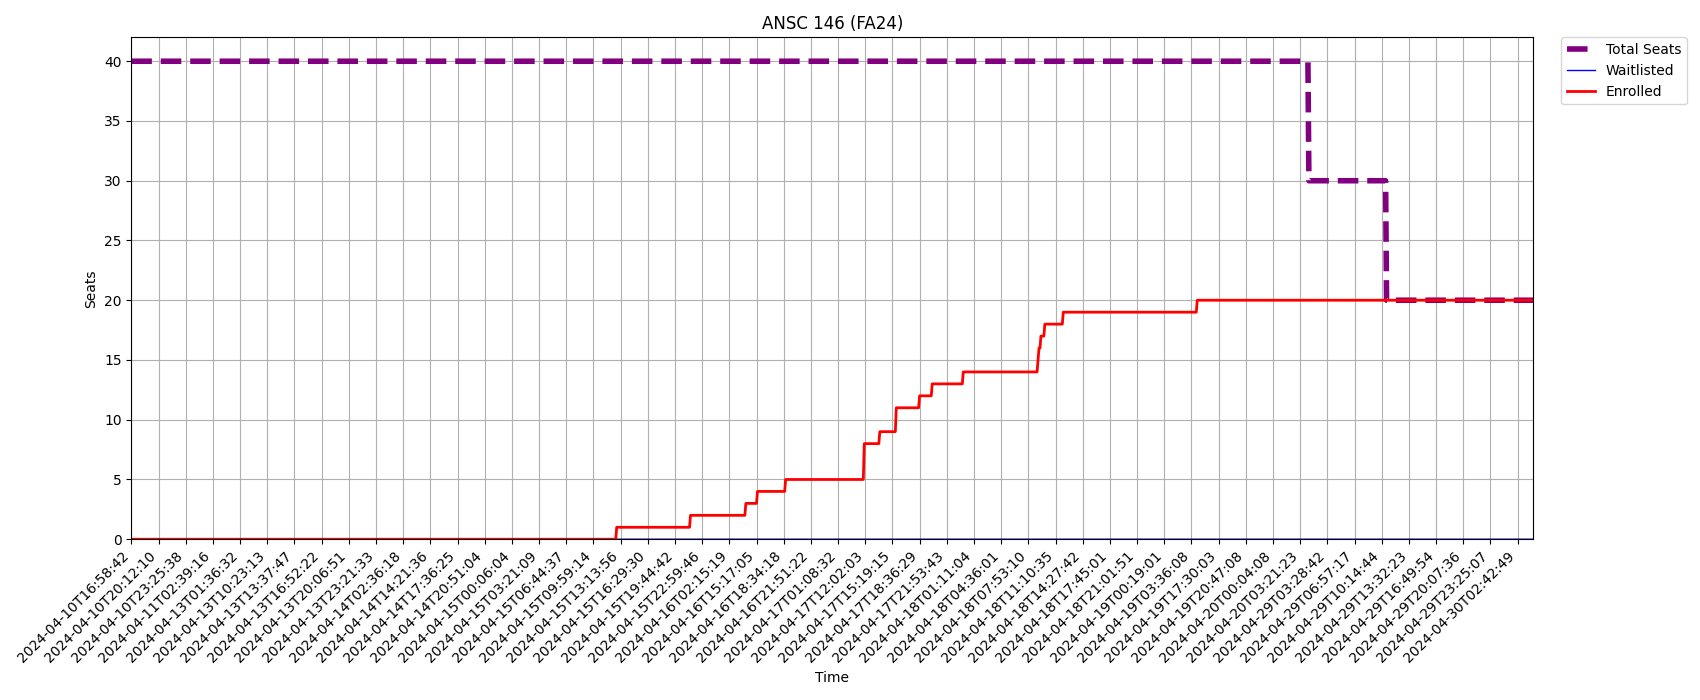 ANSC 146 (FA24)
Total Seats
Waitlisted
Enrolled
Seats
40
35
30
25
20
15
10
5
0
2024-04-10T16:58:42
2024-04-10T20:12:10
2024-04-10T23:25:38
2024-04-11T02:39:16
2024-04-13T01:36:32
2024-04-13T10:23:13
2024-04-13T13:37:47
2024-04-13T16:52:22
2024-04-13T20:06:51
2024-04-13T23:21:33
2024-04-14T02:36:18
2024-04-14T14:21:36
2024-04-14T17:36:25
2024-04-14T20:51:04
2024-04-15T00:06:04
2024-04-15T03:21:09
2024-04-15T06:44:37
2024-04-15T09:59:14
2024-04-15T13:13:56
2024-04-15T16:29:30
2024-04-15T19:44:42
2024-04-15T22:59:46
2024-04-16T02:15:19
2024-04-16T15:17:05
2024-04-16T18:34:18
2024-04-16T21:51:22
2024-04-17T01:08:32
2024-04-17T12:02:03
2024-04-17T15:19:15
2024-04-17T18:36:29
2024-04-17T21:53:43
2024-04-18T01:11:04
2024-04-18T04:36:01
2024-04-18T07:53:10
2024-04-18T11:10:35
2024-04-18T14:27:42
2024-04-18T17:45:01
2024-04-18T21:01:51
2024-04-19T00:19:01
2024-04-19T03:36:08
2024-04-19T17:30:03
2024-04-19T20:47:08
2024-04-20T00:04:08
2024-04-20T03:21:23
2024-04-29T03:28:42
2024-04-29T06:57:17
2024-04-29T10:14:44
2024-04-29T13:32:23
2024-04-29T16:49:54
2024-04-29T20:07:36
2024-04-29T23:25:07
2024-04-30T02:42:49
Time